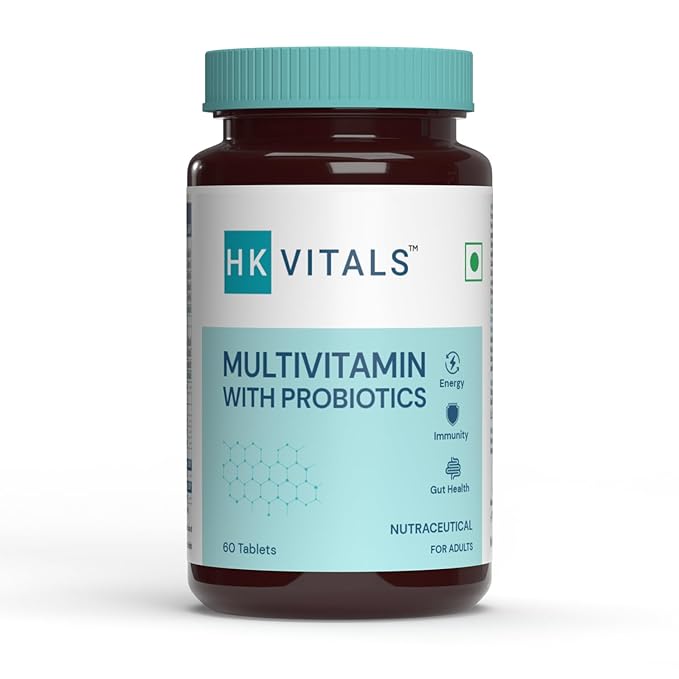 HK VITALS™
MULTIVITAMIN
WITH PROBIOTICS
Energy
Immunity
Gut Health
NUTRACEUTICAL
60 Tablets
FOR ADULTS